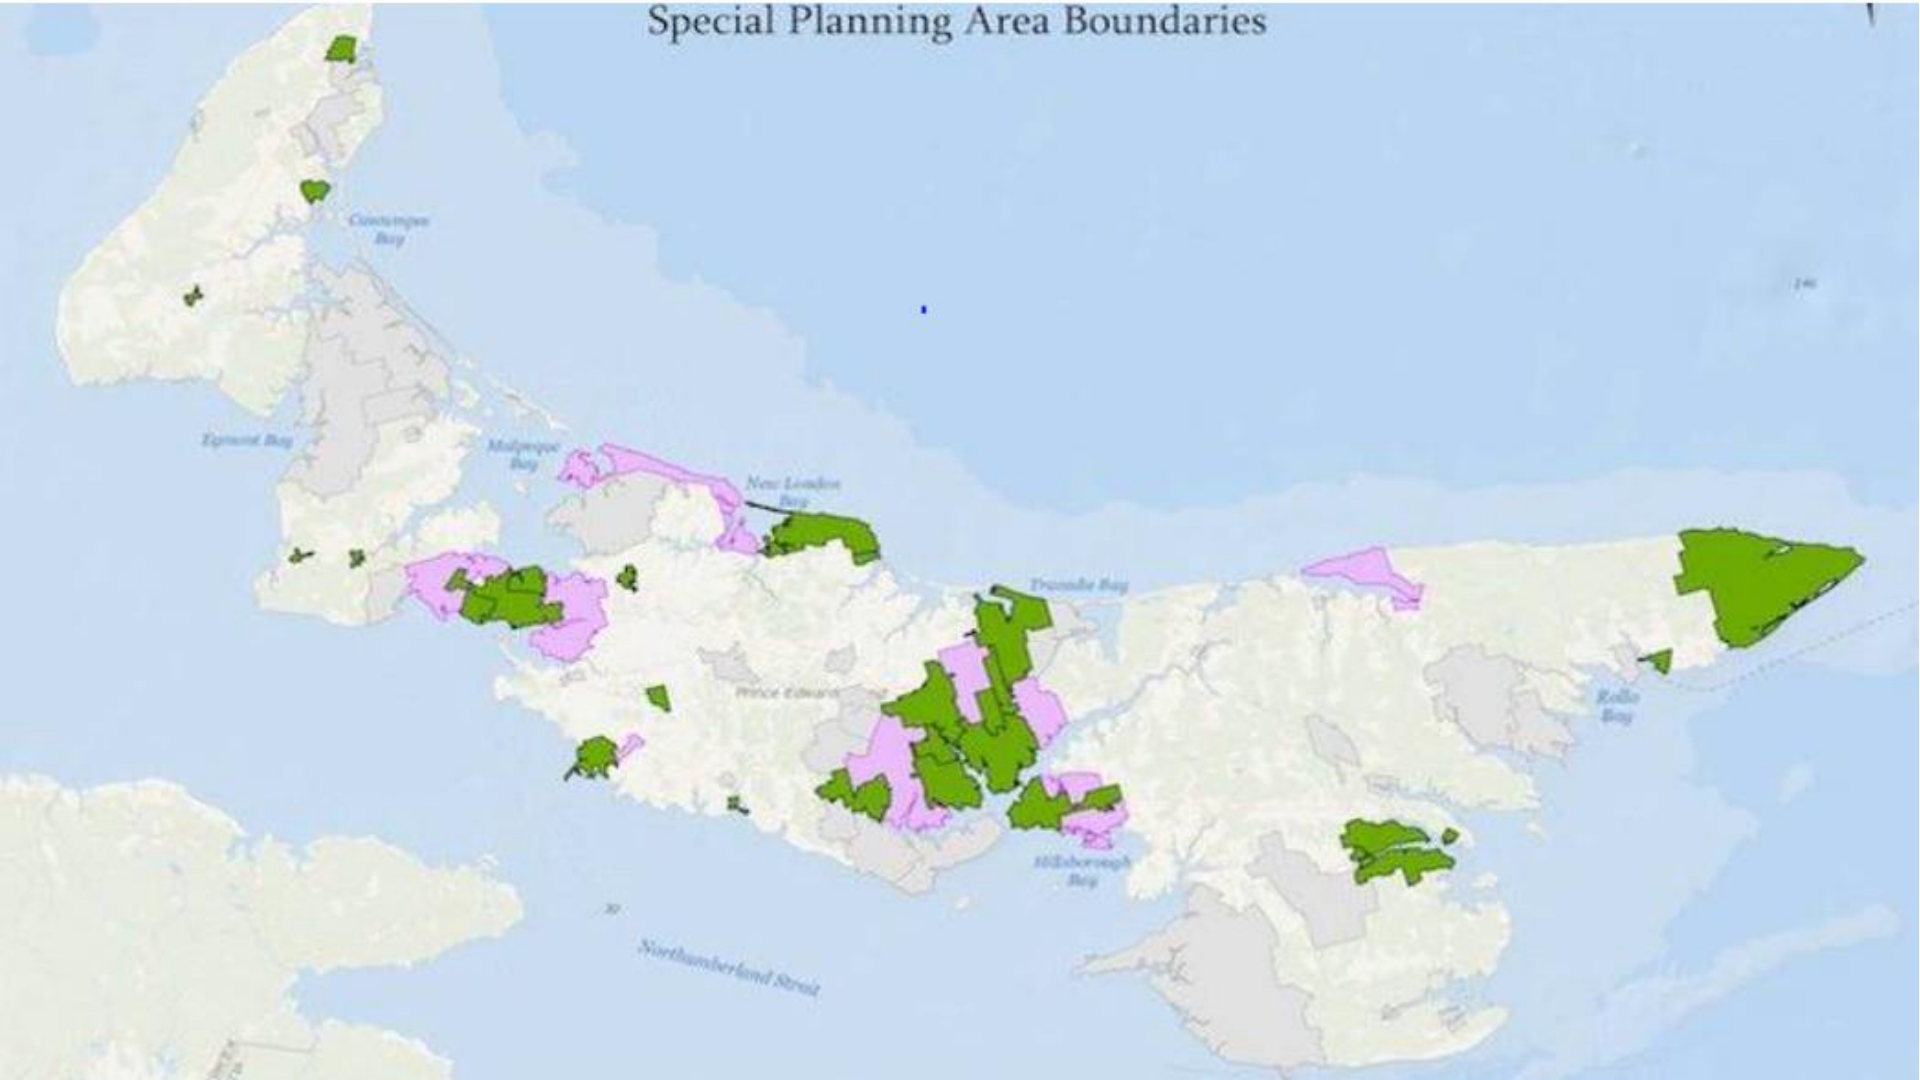 Special Planning Area Boundaries
Cascumpec
Bay
146
Egmont Bay
Malpeque
Bay
New London
Bay
Tracadie Bay
Prince Edward
Rollo
Bay
Hillsborough
Bay
Northumberland Strait